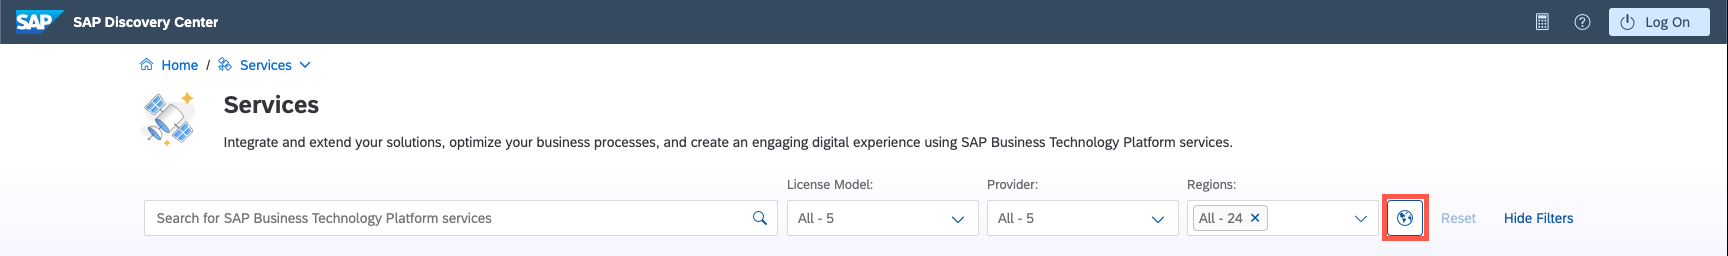 SAP SAP Discovery Center
Log On
Home / Services
Services
Integrate and extend your solutions, optimize your business processes, and create an engaging digital experience using SAP Business Technology Platform services.
License Model: Provider: Regions:
Search for SAP Business Technology Platform services All - 5 All - 5 All - 24 Reset Hide Filters